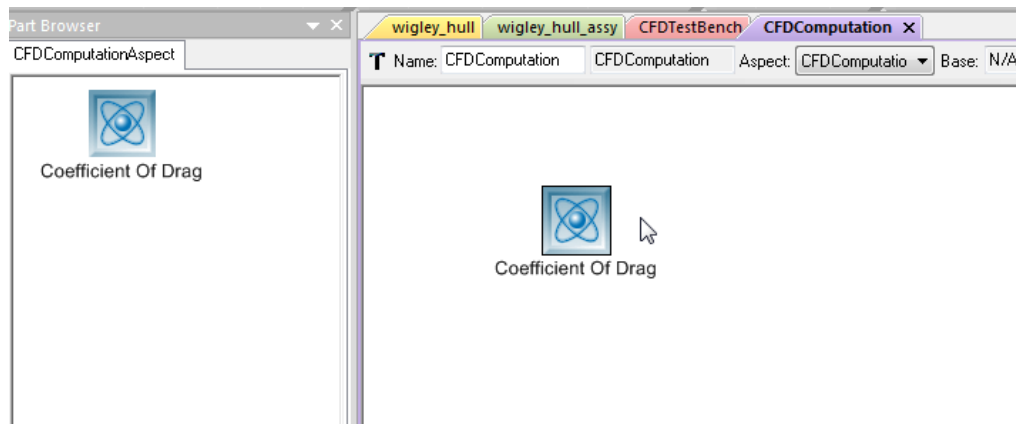 Part Browser
CFDComputationAspect
Coefficient Of Drag
wigley_hull wigley_hull_assy CFDTestBench CFDComputation X
Name: CFDComputation CFDComputation Aspect: CFDComputatio Base: N/A
Coefficient Of Drag